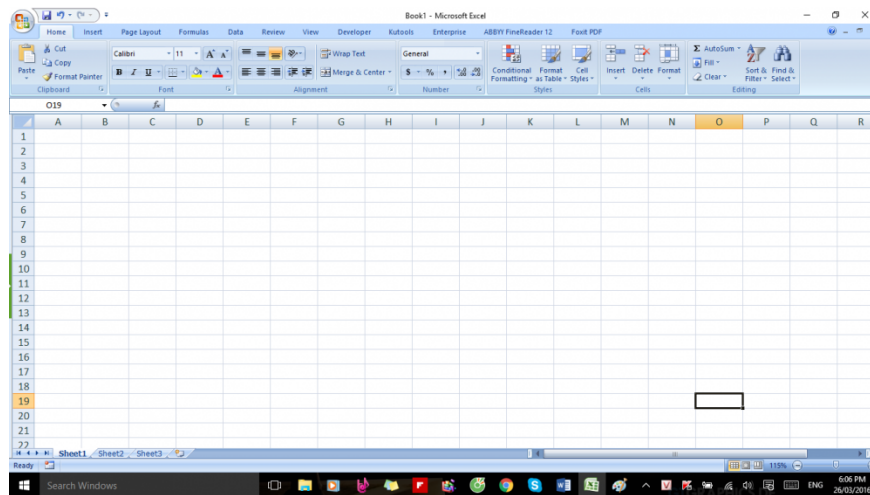 Book1 - Microsoft Excel
Home Insert Page Layout Formulas Data Review View Developer Kutools Enterprise ABBYY FineReader 12 Foxit PDF
Cut
Copy
Format Painter
Paste
Clipboard
Calibri 11
B I U
Font
Wrap Text
Merge & Center
Alignment
General
$ % ,
Number
Conditional Formatting
Format as Table
Cell Styles
Styles
Insert Delete Format
Cells
Σ AutoSum
Fill
Clear
Sort & Filter
Find & Select
Editing
O19 fx
A B C D E F G H I J K L M N O P Q R
1
2
3
4
5
6
7
8
9
10
11
12
13
14
15
16
17
18
19
20
21
22
Sheet1 Sheet2 Sheet3
Ready 115%
Search Windows ENG 6:06 PM
26/03/2016